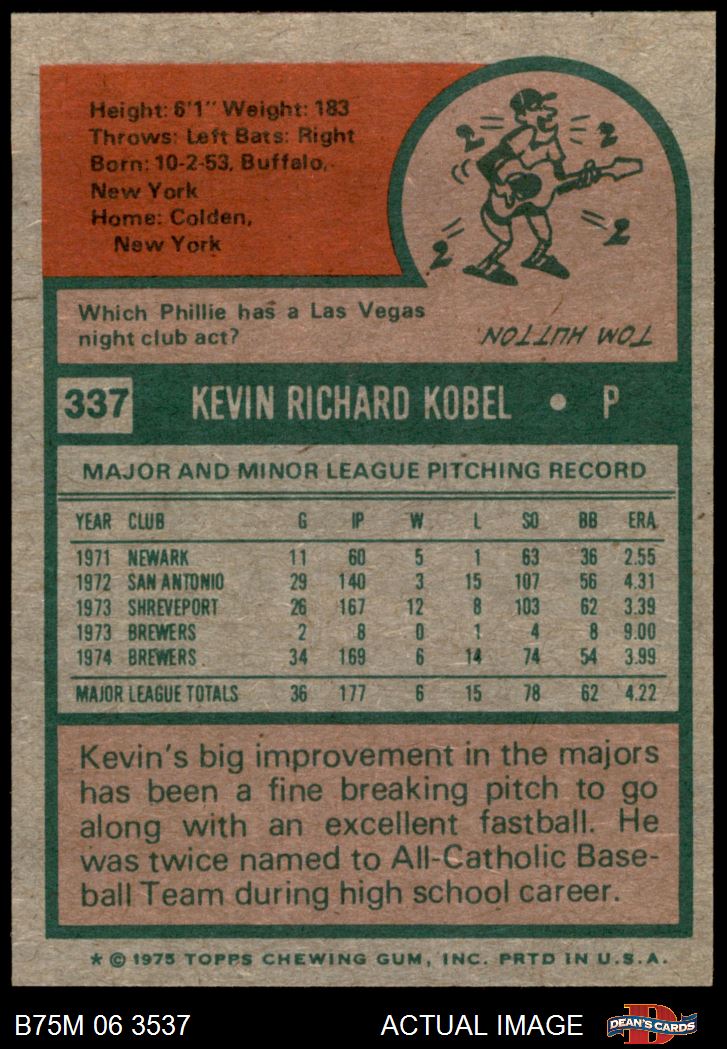 Height: 6'1" Weight: 183
Throws: Left Bats: Right
Born: 10-2-53, Buffalo,
New York
Home: Colden,
New York
2 2
2 2
Which Phillie has a Las Vegas
night club act?
TOM HUTTON
337 KEVIN RICHARD KOBEL • P
MAJOR AND MINOR LEAGUE PITCHING RECORD
YEAR CLUB G IP W L SO BB ERA
1971 NEWARK 11 60 5 1 63 36 2.55
1972 SAN ANTONIO 29 140 3 15 107 56 4.31
1973 SHREVEPORT 26 167 12 8 103 62 3.39
1973 BREWERS 2 8 0 1 4 8 9.00
1974 BREWERS 34 169 6 14 74 54 3.99
MAJOR LEAGUE TOTALS 36 177 6 15 78 62 4.22
Kevin's big improvement in the majors
has been a fine breaking pitch to go
along with an excellent fastball. He
was twice named to All-Catholic Base-
ball Team during high school career.
* © 1975 TOPPS CHEWING GUM, INC. PRTD IN U.S.A.
B75M 06 3537 ACTUAL IMAGE D DEAN'S CARDS